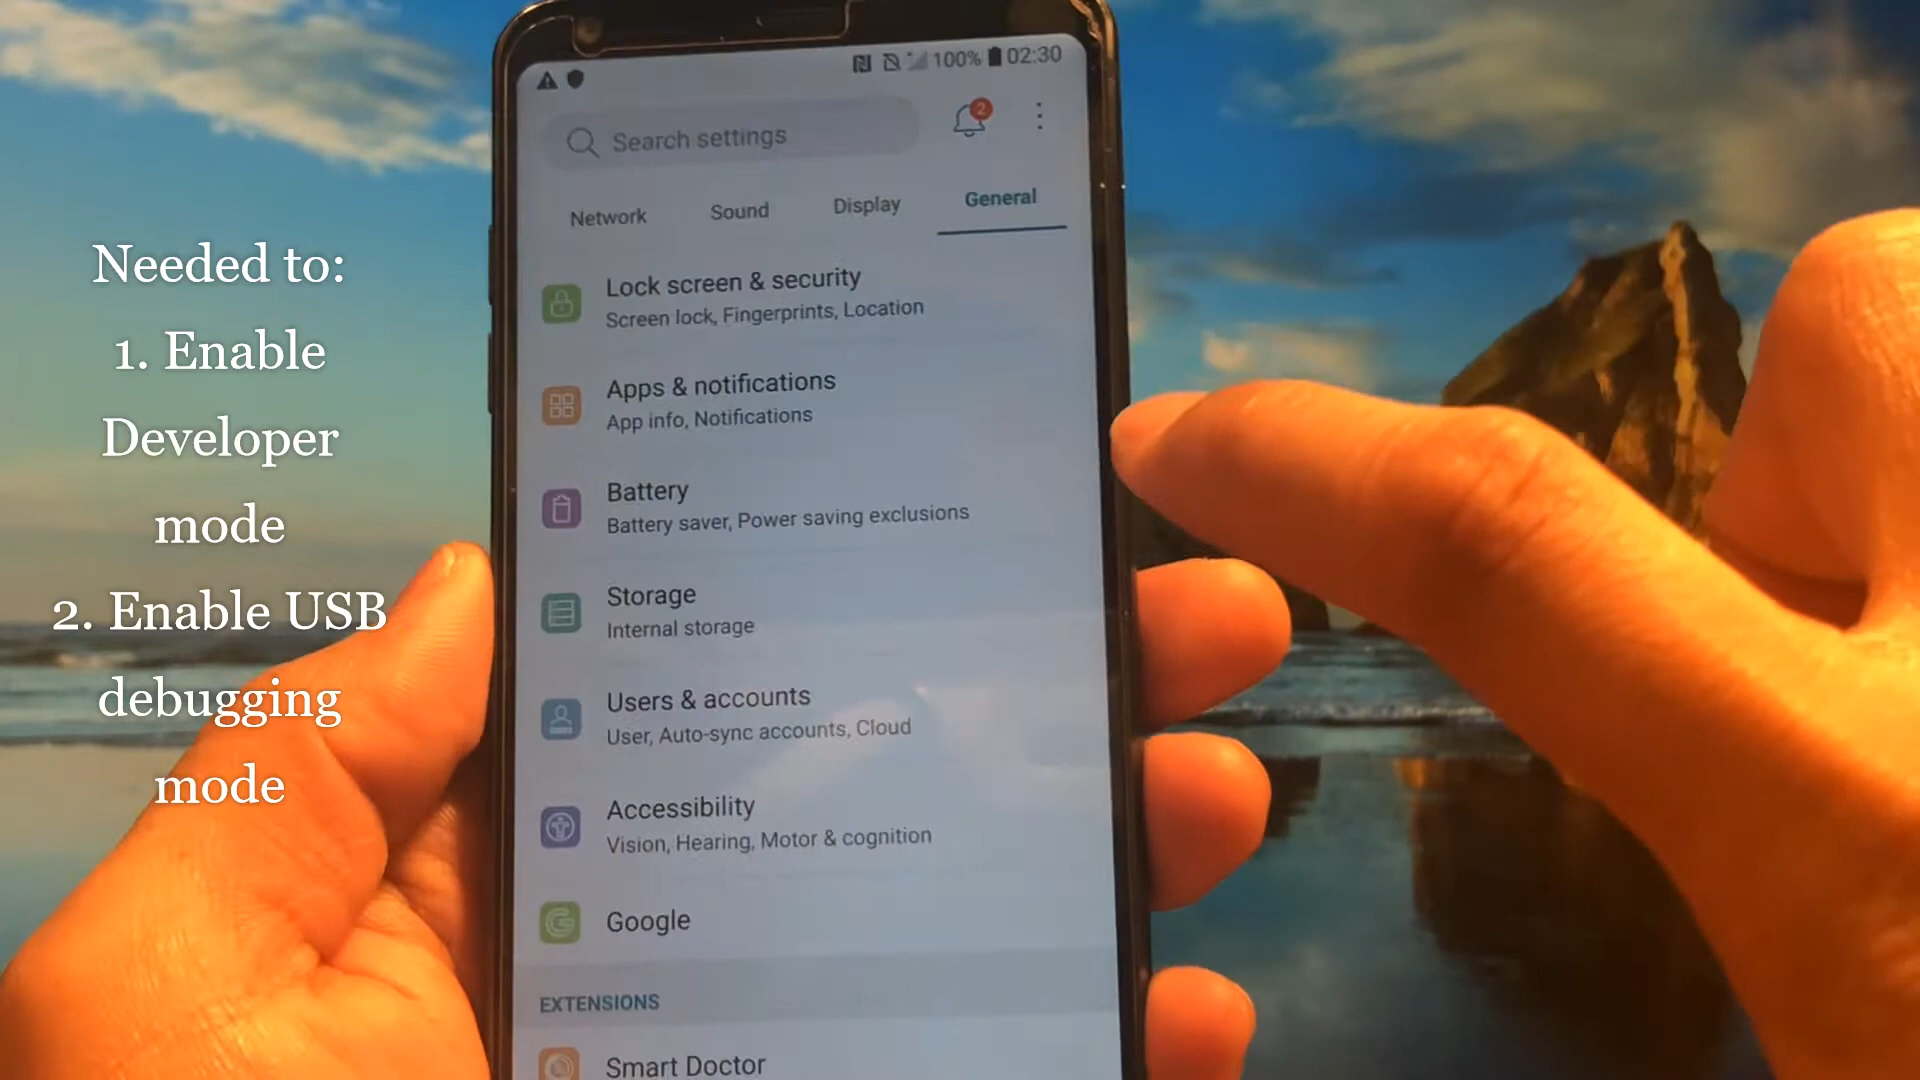 100% 02:30
2
Search settings
Network Sound Display General
Needed to:
1. Enable
Developer
mode
2. Enable USB
debugging
mode
Lock screen & security
Screen lock, Fingerprints, Location
Apps & notifications
App info, Notifications
Battery
Battery saver, Power saving exclusions
Storage
Internal storage
Users & accounts
User, Auto-sync accounts, Cloud
Accessibility
Vision, Hearing, Motor & cognition
Google
EXTENSIONS
Smart Doctor